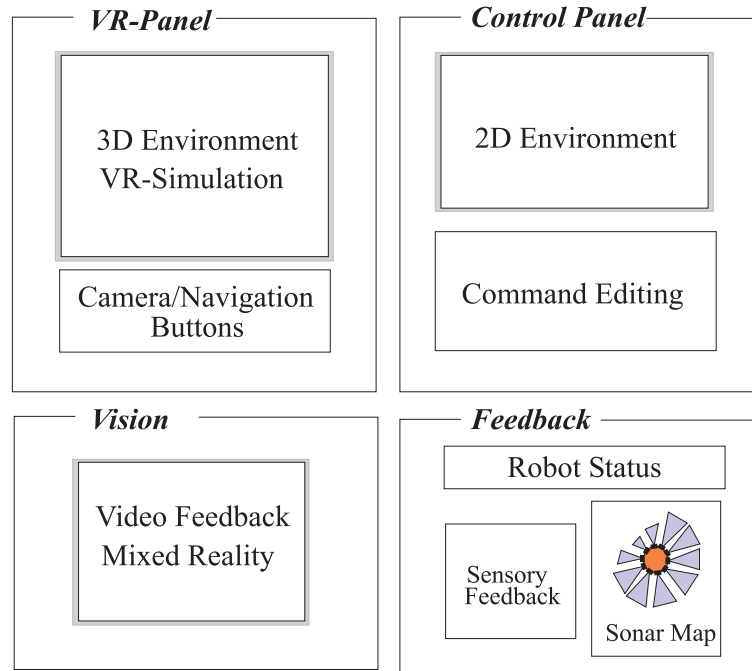 VR-Panel
3D Environment
VR-Simulation
Camera/Navigation
Buttons
Control Panel
2D Environment
Command Editing
Vision
Video Feedback
Mixed Reality
Feedback
Robot Status
Sensory
Feedback
Sonar Map